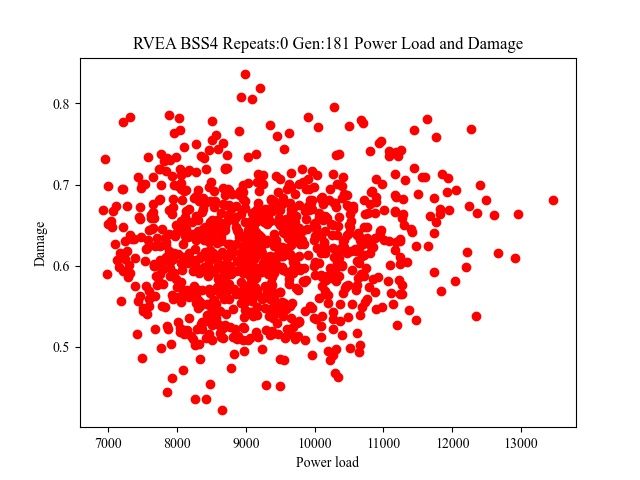 RVEA BSS4 Repeats:0 Gen:181 Power Load and Damage
0.8
0.7
0.6
0.5
Damage
7000 8000 9000 10000 11000 12000 13000
Power load